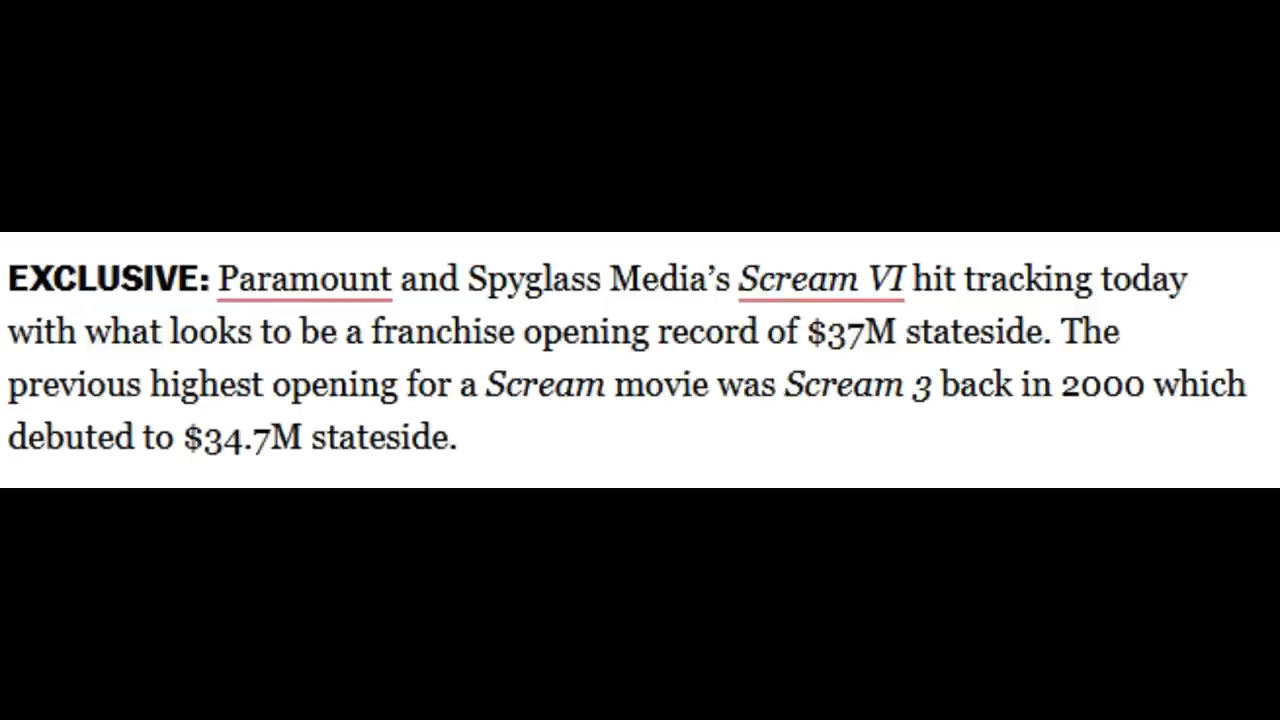 EXCLUSIVE: Paramount and Spyglass Media’s Scream VI hit tracking today
with what looks to be a franchise opening record of $37M stateside. The
previous highest opening for a Scream movie was Scream 3 back in 2000 which
debuted to $34.7M stateside.